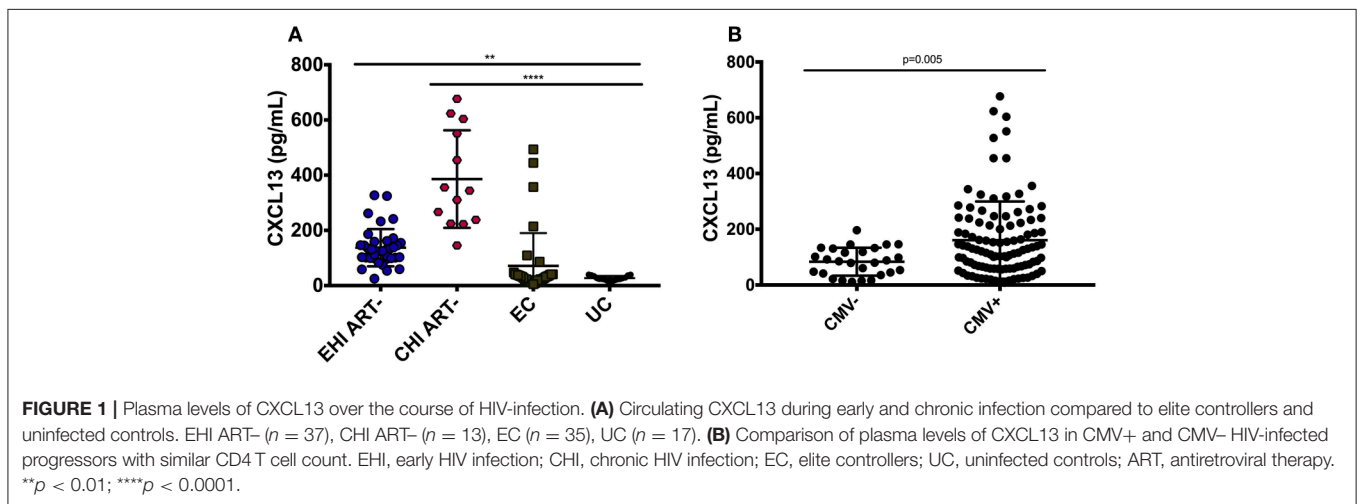 A
**
****
800
600
400
200
0
CXCL13 (pg/mL)
EHI ART-
CHI ART-
EC
UC
B
p=0.005
800
600
400
200
0
CXCL13 (pg/mL)
CMV-
CMV+
FIGURE 1 | Plasma levels of CXCL13 over the course of HIV-infection. (A) Circulating CXCL13 during early and chronic infection compared to elite controllers and
uninfected controls. EHI ART– (n = 37), CHI ART– (n = 13), EC (n = 35), UC (n = 17). (B) Comparison of plasma levels of CXCL13 in CMV+ and CMV– HIV-infected
progressors with similar CD4 T cell count. EHI, early HIV infection; CHI, chronic HIV infection; EC, elite controllers; UC, uninfected controls; ART, antiretroviral therapy.
**p < 0.01; ****p < 0.0001.